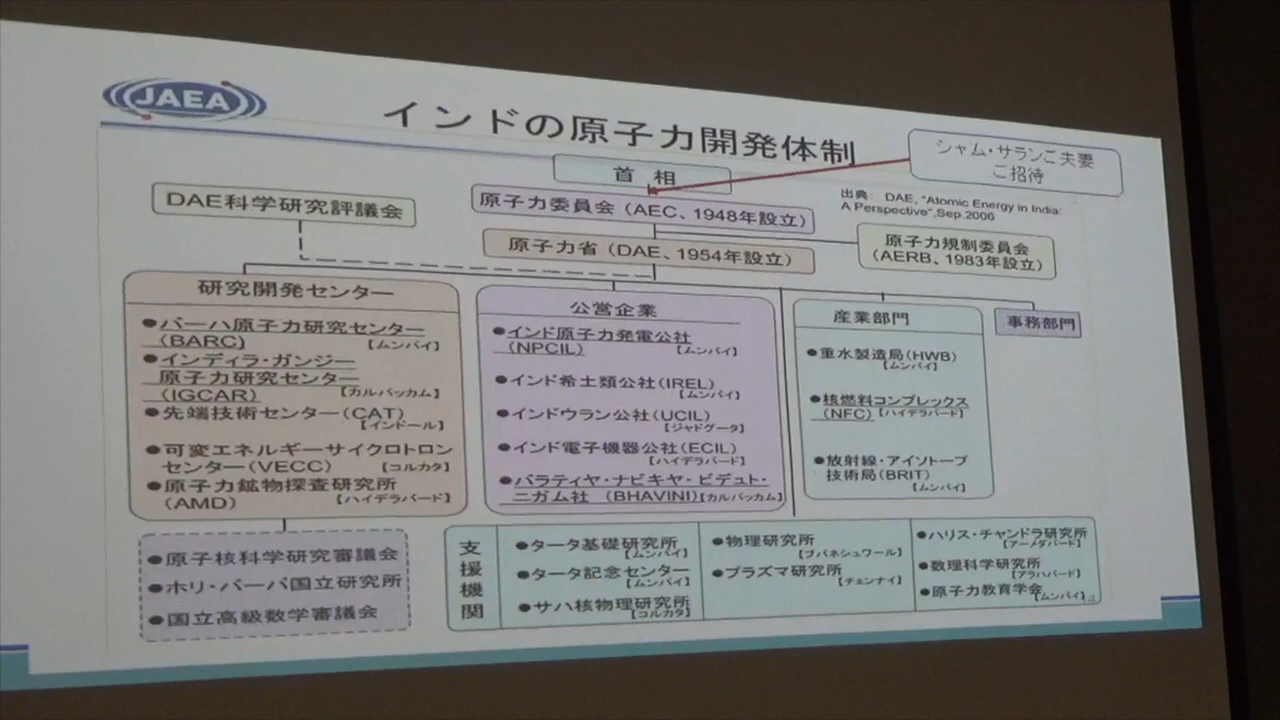 JAEA
インドの原子力開発体制
シャム・サランご夫妻
ご招待
首 相
出典： DAE, "Atomic Energy in India:
A Perspective",Sep 2006
DAE科学研究評議会
原子力委員会（AEC、1948年設立）
原子力省（DAE、1954年設立）
原子力規制委員会
（AERB、1983年設立）
研究開発センター
●バーハ原子力研究センター
（BARC） 【ムンバイ】
●インディラ・ガンジー
原子力研究センター
（IGCAR） 【カルパッカム】
●先端技術センター（CAT）
【インドール】
●可変エネルギーサイクロトロン
センター（VECC） 【コルカタ】
●原子力鉱物探査研究所
（AMD） 【ハイデラバード】
公営企業
●インド原子力発電公社
（NPCIL） 【ムンバイ】
●インド希土類公社（IREL）
【ムンバイ】
●インドウラン公社（UCIL）
【ジャドゲータ】
●インド電子機器公社（ECIL）
【ハイデラバード】
●バラティヤ・ナビキヤ・ビデュト・
ニガム社 （BHAVINI）【カルパッカム】
産業部門
●重水製造局（HWB）
【ムンバイ】
●核燃料コンプレックス
（NFC） 【ハイデラバード】
●放射線・アイソトープ
技術局（BRIT）
【ムンバイ】
事務部門
●原子核科学研究審議会
●ホリ・バーバ国立研究所
●国立高級数学審議会
支援機関
●タータ基礎研究所
【ムンバイ】
●タータ記念センター
【ムンバイ】
●サハ核物理研究所
【コルカタ】
●物理研究所
【ブバネシュワール】
●プラズマ研究所
【チェンナイ】
●ハリス・チャンドラ研究所
【アーメダバード】
●数理科学研究所
【アラハバード】
●原子力教育学会
【ムンバイ】